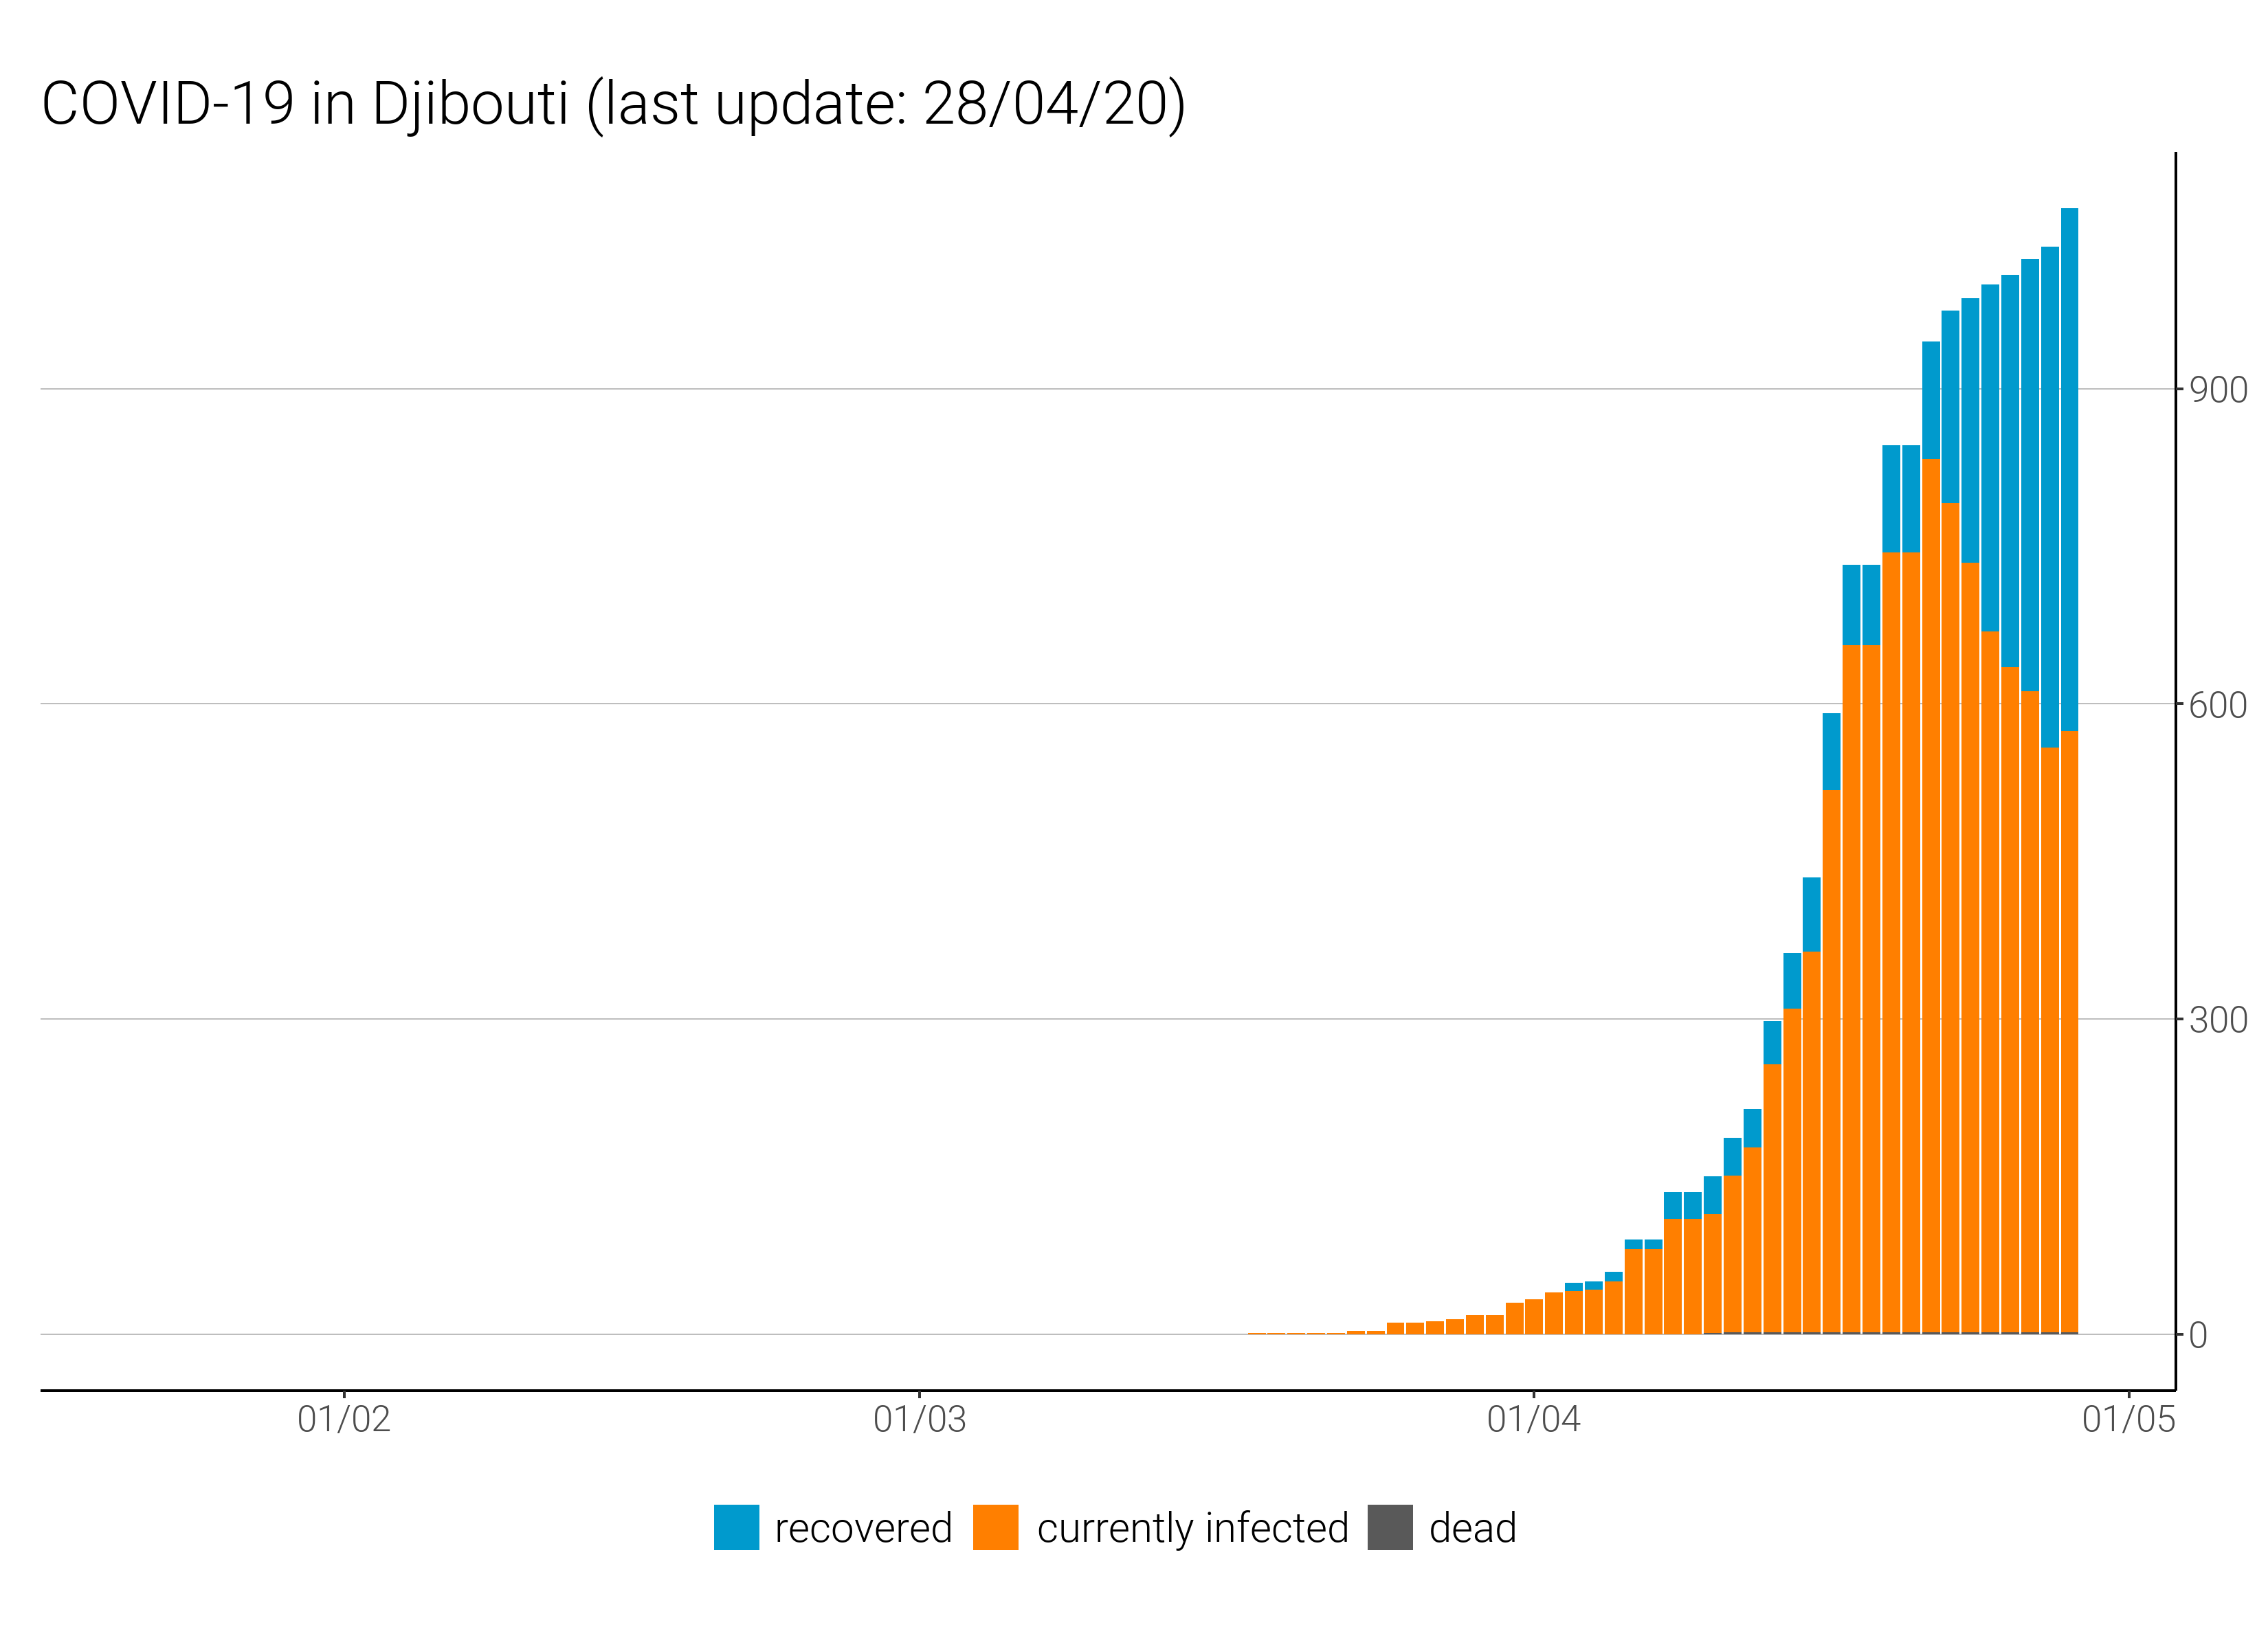 COVID-19 in Djibouti (last update: 28/04/20)
900
600
300
0
01/02 01/03 01/04 01/05
recovered currently infected dead